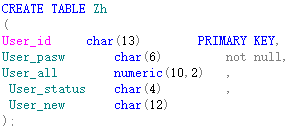 CREATE TABLE Zh
(
User_id char(13) PRIMARY KEY,
User_pasw char(6) not null,
User_all numeric(10,2) ,
User_status char(4) ,
User_new char(12)
);